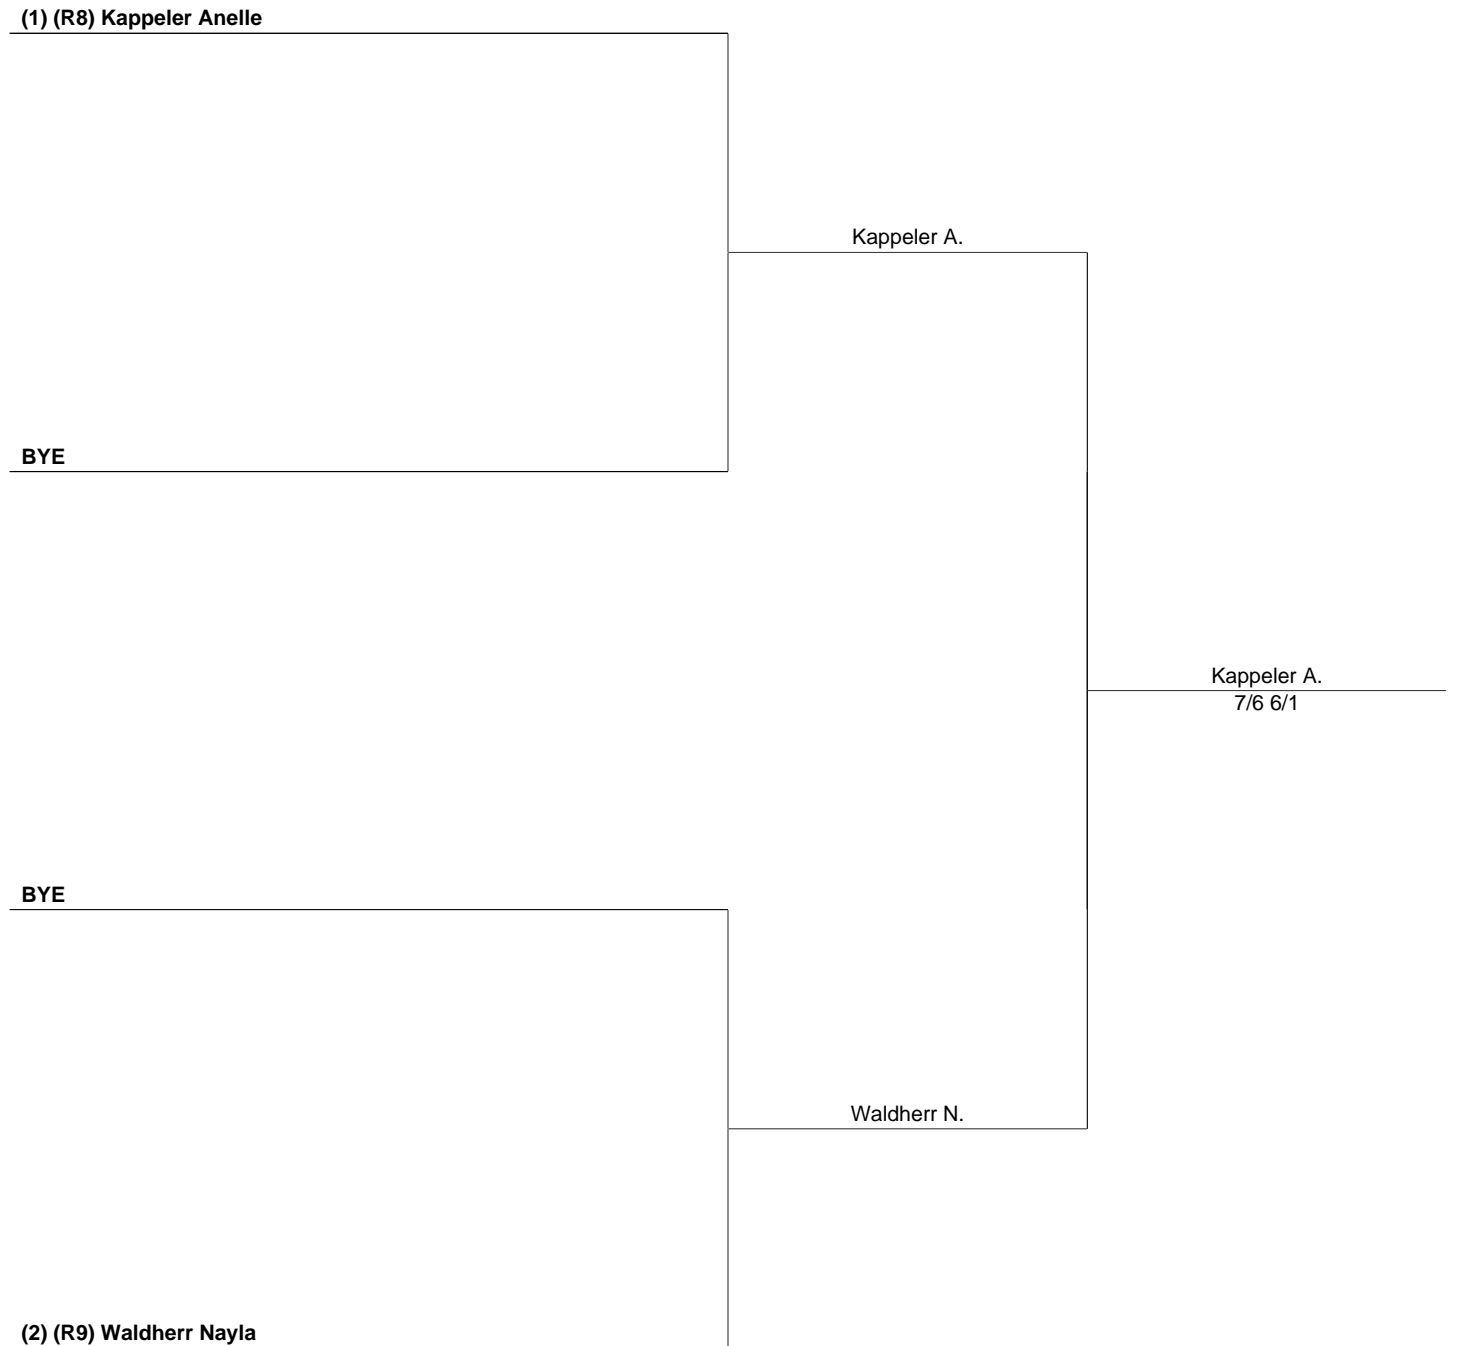 (1) (R8) Kappeler Anelle
Kappeler A.
BYE
Kappeler A.
7/6 6/1
BYE
Waldherr N.
(2) (R9) Waldherr Nayla